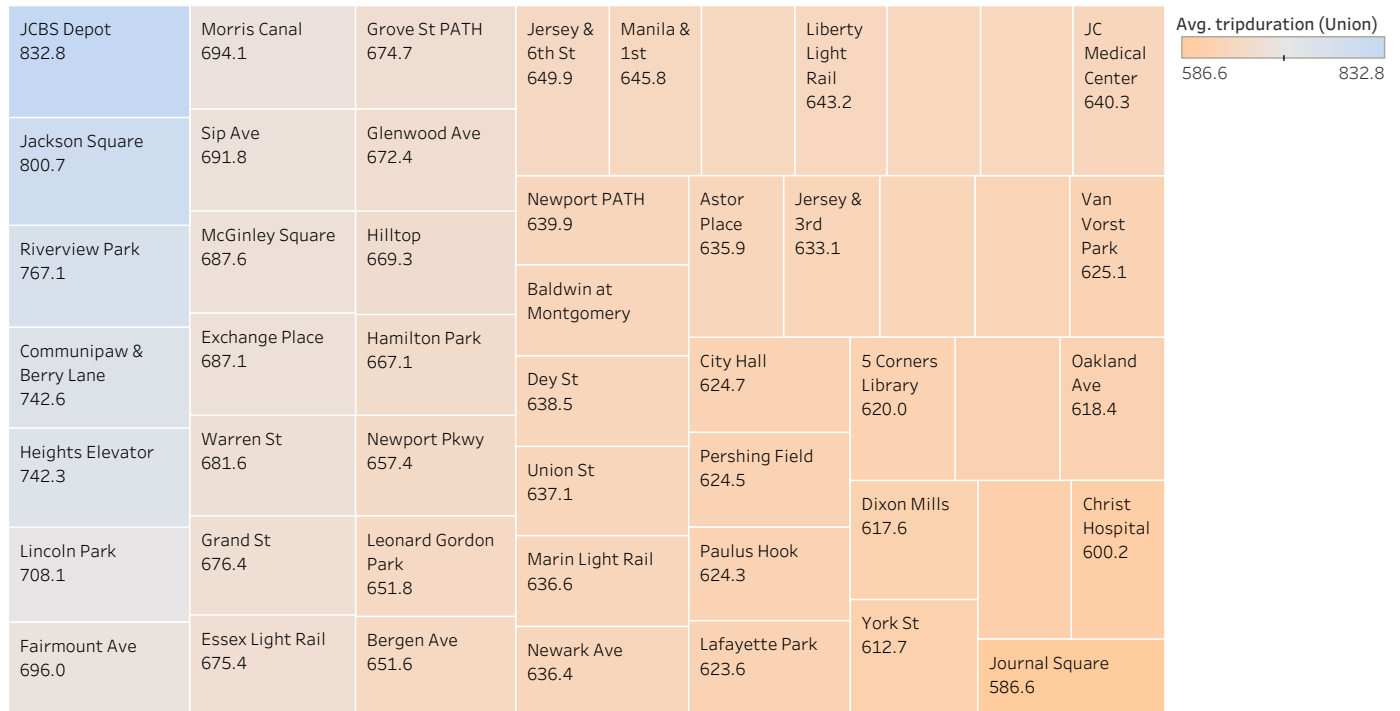 JCBS Depot
832.8
Jackson Square
800.7
Riverview Park
767.1
Communipaw &
Berry Lane
742.6
Heights Elevator
742.3
Lincoln Park
708.1
Fairmount Ave
696.0
Morris Canal
694.1
Sip Ave
691.8
McGinley Square
687.6
Exchange Place
687.1
Warren St
681.6
Grand St
676.4
Essex Light Rail
675.4
Grove St PATH
674.7
Glenwood Ave
672.4
Hilltop
669.3
Hamilton Park
667.1
Newport Pkwy
657.4
Leonard Gordon
Park
651.8
Bergen Ave
651.6
Jersey &
6th St
649.9
Manila &
1st
645.8
Liberty
Light
Rail
643.2
JC
Medical
Center
640.3
Newport PATH
639.9
Baldwin at
Montgomery
Dey St
638.5
Union St
637.1
Marin Light Rail
636.6
Newark Ave
636.4
Astor
Place
635.9
Jersey &
3rd
633.1
Van
Vorst
Park
625.1
City Hall
624.7
Pershing Field
624.5
Paulus Hook
624.3
Lafayette Park
623.6
5 Corners
Library
620.0
Oakland
Ave
618.4
Dixon Mills
617.6
York St
612.7
Christ
Hospital
600.2
Journal Square
586.6
Avg. tripduration (Union)
586.6 832.8